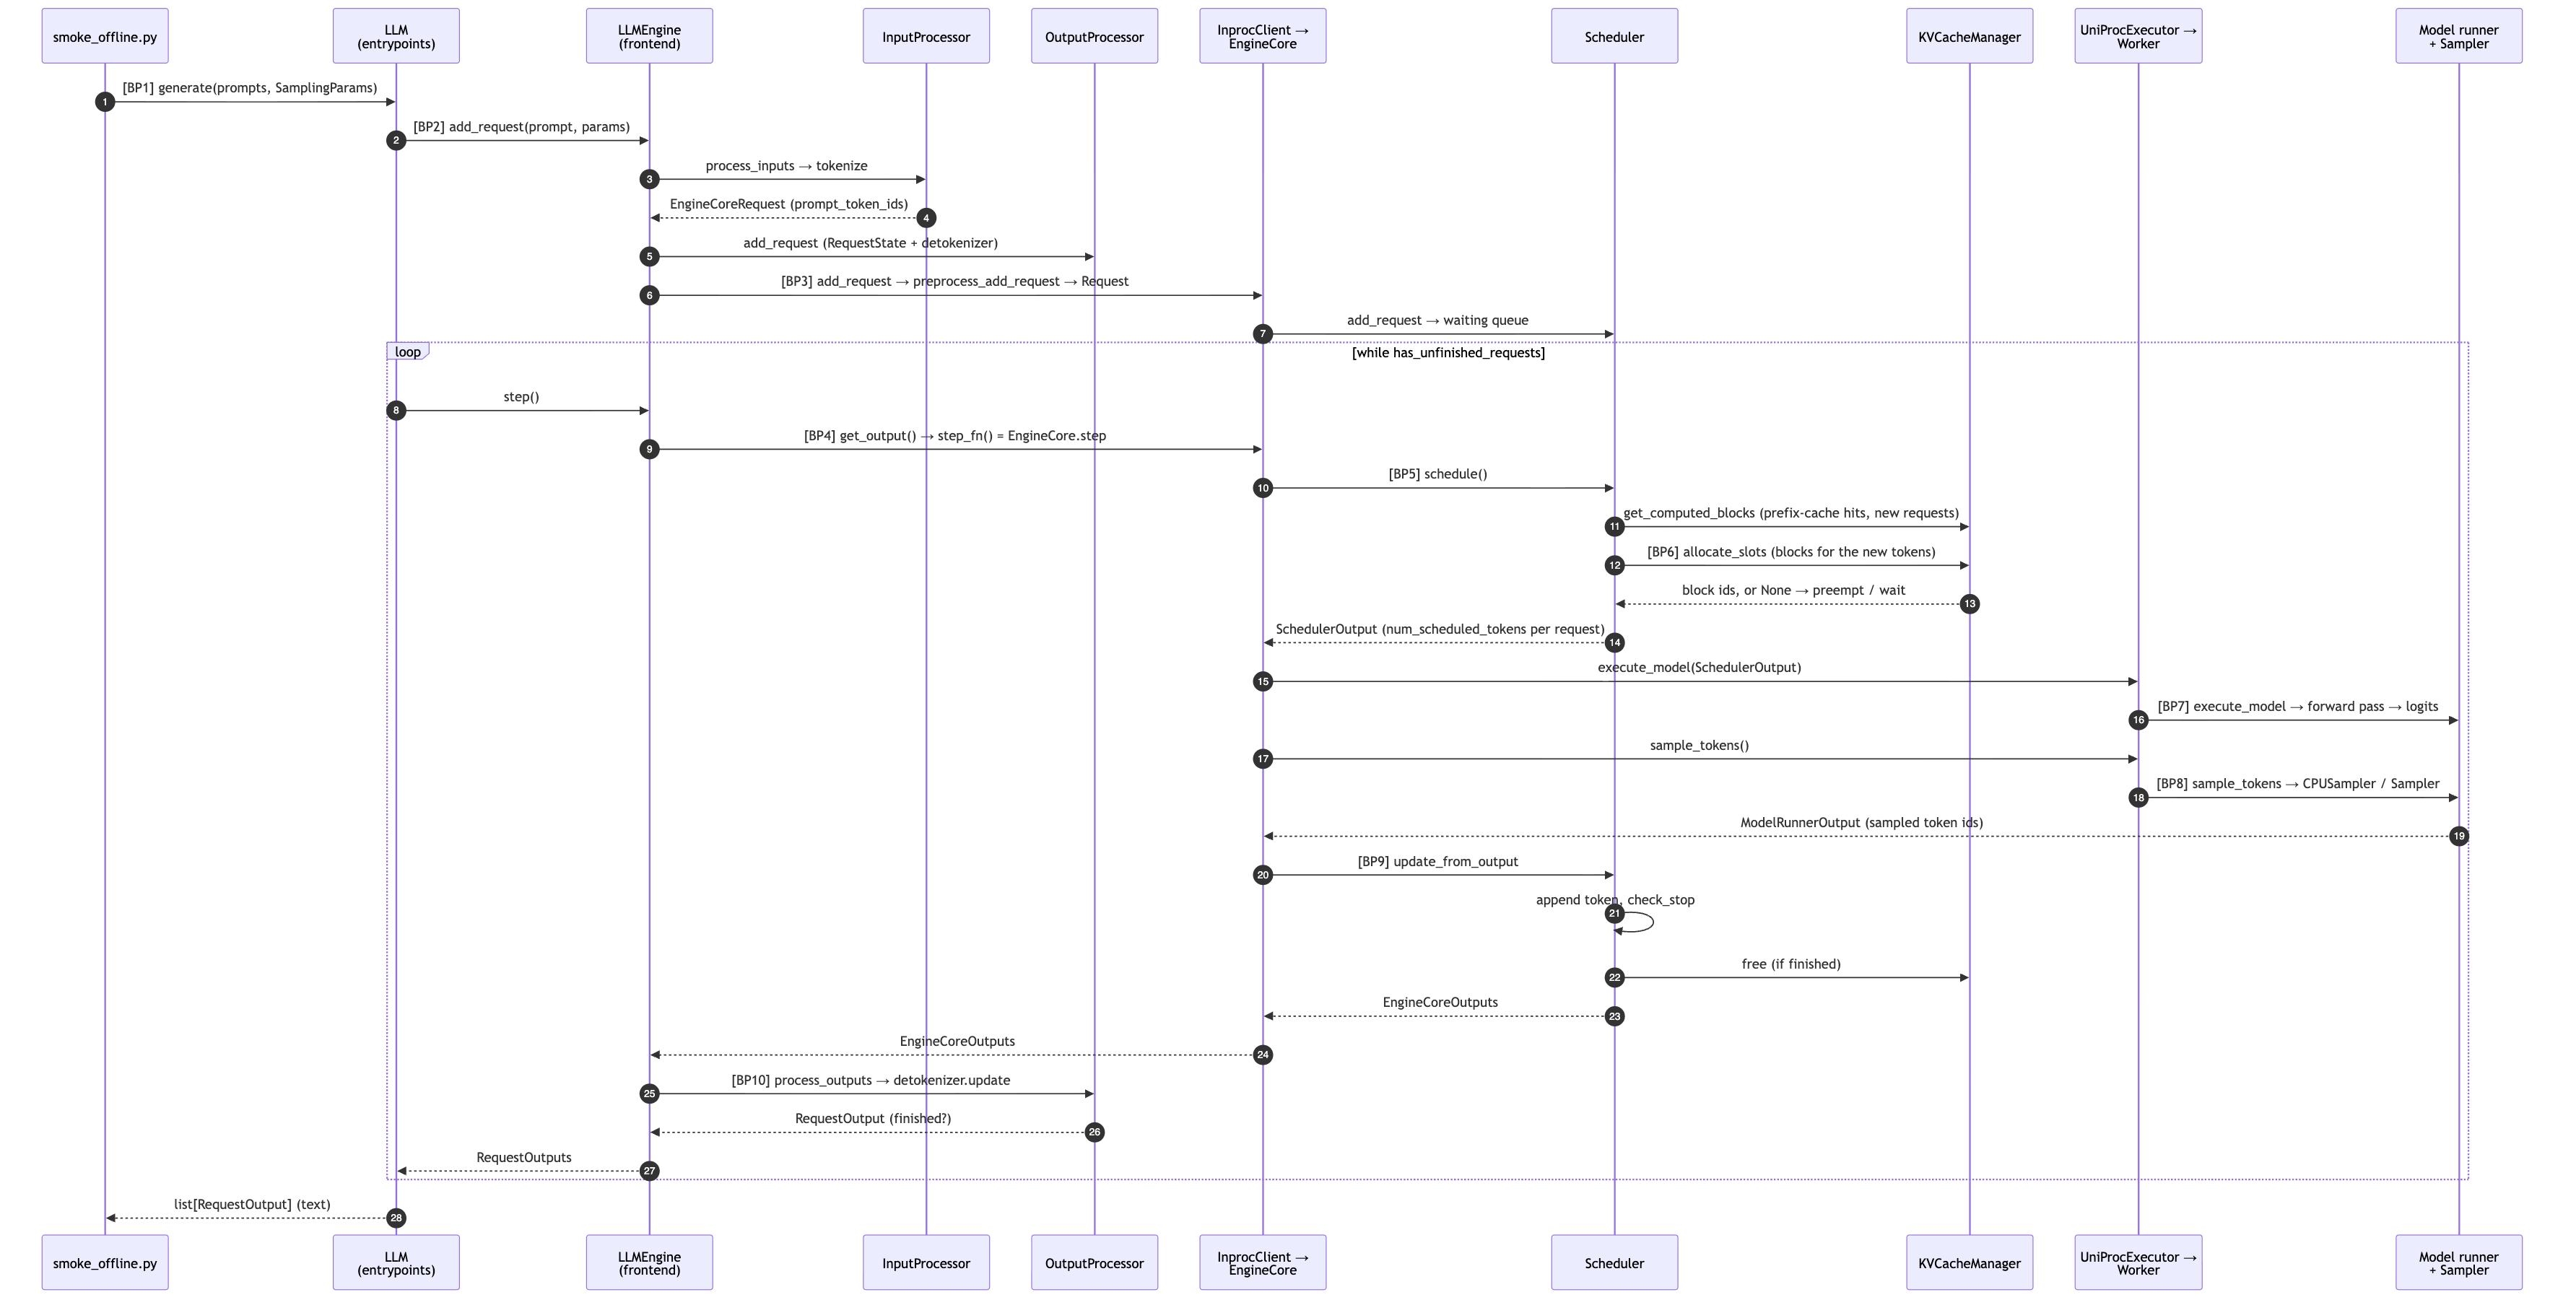 smoke_offline.py
LLM
(entrypoints)
LLMEngine
(frontend)
InputProcessor
OutputProcessor
InprocClient →
EngineCore
Scheduler
KVCacheManager
UniProcExecutor →
Worker
Model runner
+ Sampler
[BP1] generate(prompts, SamplingParams)
1
[BP2] add_request(prompt, params)
2
process_inputs → tokenize
3
EngineCoreRequest (prompt_token_ids)
4
add_request (RequestState + detokenizer)
5
[BP3] add_request → preprocess_add_request → Request
6
add_request → waiting queue
7
loop
[while has_unfinished_requests]
step()
8
[BP4] get_output() → step_fn() = EngineCore.step
9
[BP5] schedule()
10
get_computed_blocks (prefix-cache hits, new requests)
11
[BP6] allocate_slots (blocks for the new tokens)
12
block ids, or None → preempt / wait
13
SchedulerOutput (num_scheduled_tokens per request)
14
execute_model(SchedulerOutput)
15
[BP7] execute_model → forward pass → logits
16
sample_tokens()
17
[BP8] sample_tokens → CPUSampler / Sampler
18
ModelRunnerOutput (sampled token ids)
19
[BP9] update_from_output
20
append token, check_stop
21
free (if finished)
22
EngineCoreOutputs
23
EngineCoreOutputs
24
[BP10] process_outputs → detokenizer.update
25
RequestOutput (finished?)
26
RequestOutputs
27
list[RequestOutput] (text)
28
smoke_offline.py
LLM
(entrypoints)
LLMEngine
(frontend)
InputProcessor
OutputProcessor
InprocClient →
EngineCore
Scheduler
KVCacheManager
UniProcExecutor →
Worker
Model runner
+ Sampler